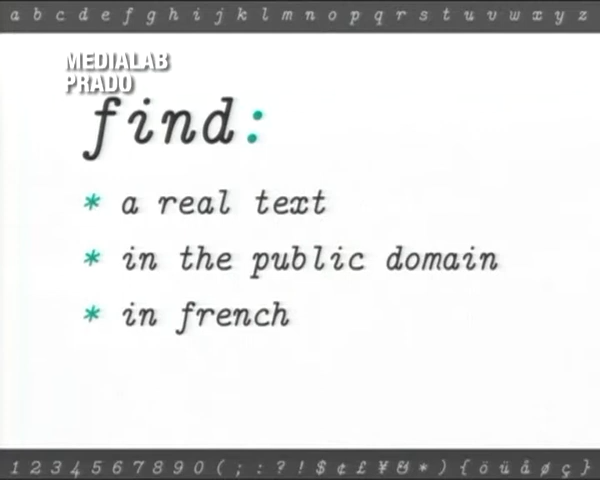 a b c d e f g h i j k l m n o p q r s t u v w x y z
MEDIALAB
PRADO
find:
* a real text
* in the public domain
* in french
1 2 3 4 5 6 7 8 9 0 ( ; : ? ! $ ¢ £ ¥ & * ) { ö ü å ø ç }